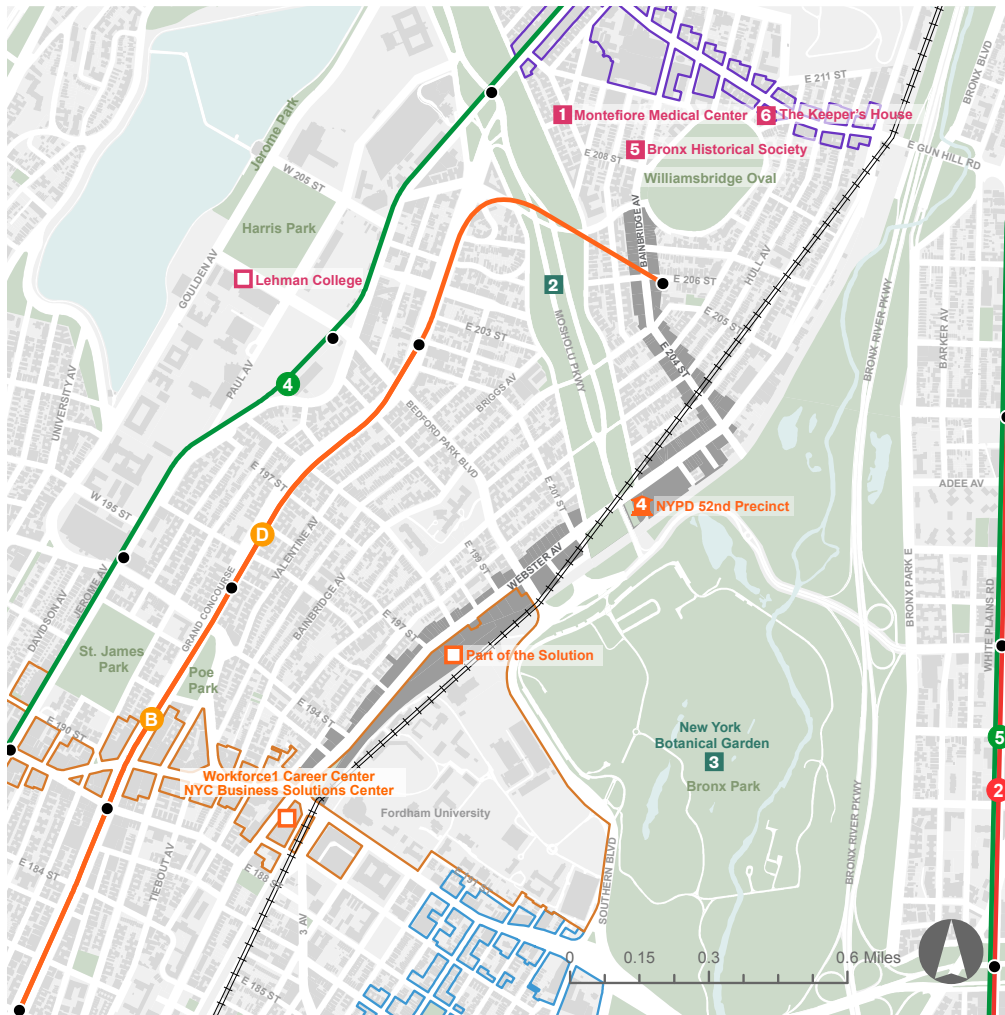 E 211 ST
BRONX BLVD
1 Montefiore Medical Center
6 The Keeper's House
Jerome Park
5 Bronx Historical Society
E 208 ST
E GUN HILL RD
W 205 ST
Williamsbridge Oval
Harris Park
BAINBRIDGE AV
HULL AV
GOULDEN AV
Lehman College
2
E 206 ST
BRONX RIVER PKWY
MOSHOLU PKWY
E 205 ST
BARKER AV
E 203 ST
E 204 ST
PAUL AV
4
UNIVERSITY AV
BRIGGS AV
BEDFORD PARK BLVD
E 197 ST
ADEE AV
W 195 ST
E 201 ST
4 NYPD 52nd Precinct
D
VALENTINE AV
E 199 ST
WEBSTER AV
BRONX PARK E
JEROME AV
DAVIDSON AV
GRAND CONCOURSE
BAINBRIDGE AV
E 197 ST
WHITE PLAINS RD
St. James
Park
Part of the Solution
Poe
Park
E 194 ST
B
E 190 ST
New York
Botanical Garden
3
5
Workforce1 Career Center
NYC Business Solutions Center
Bronx Park
2
Fordham University
BRONX RIVER PKWY
E 184 ST
TIEBOUT AV
E 188 ST
SOUTHERN BLVD
3 AV
0 0.15 0.3 0.6 Miles
E 185 ST